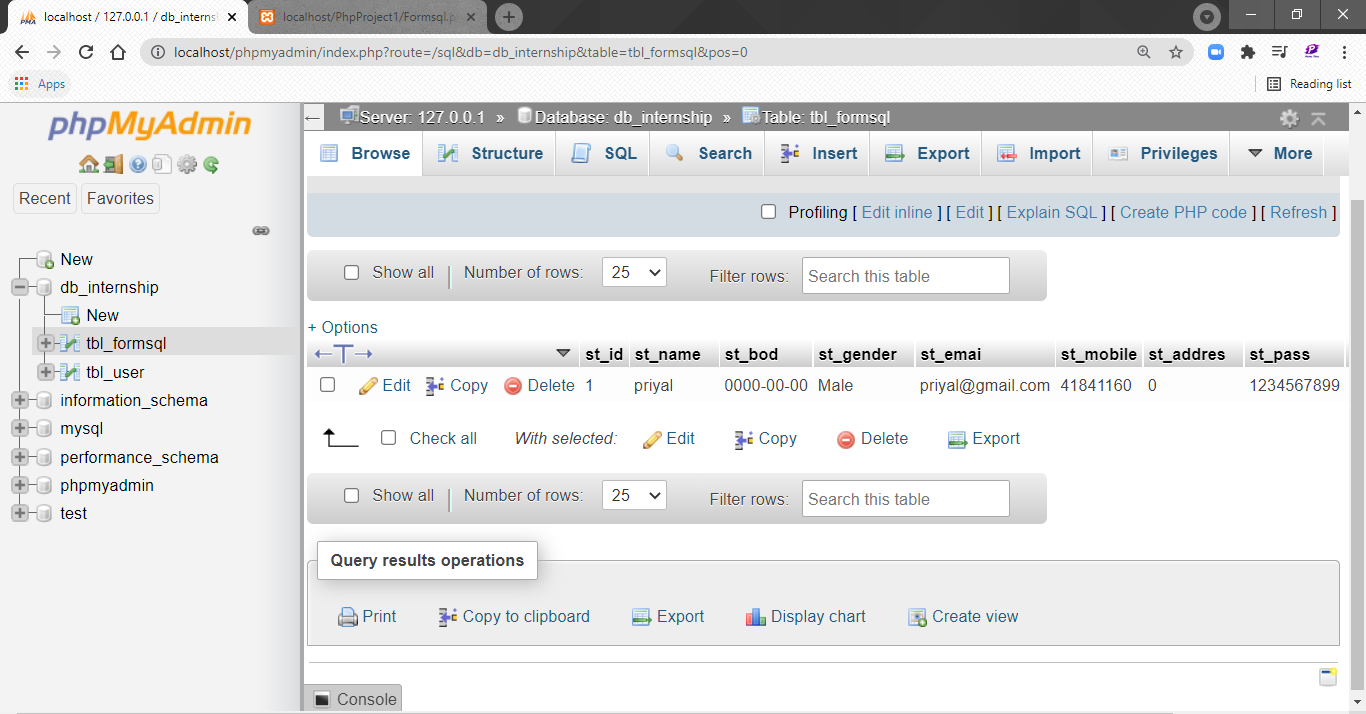 localhost / 127.0.0.1 / db_interns
localhost/PhpProject1/Formsql.p
localhost/phpmyadmin/index.php?route=/sql&db=db_internship&table=tbl_formsql&pos=0
Apps
Reading list
phpMyAdmin
Recent
Favorites
New
db_internship
New
tbl_formsql
tbl_user
information_schema
mysql
performance_schema
phpmyadmin
test
Server: 127.0.0.1 » Database: db_internship » Table: tbl_formsql
Browse Structure SQL Search Insert Export Import Privileges More
Profiling [ Edit inline ] [ Edit ] [ Explain SQL ] [ Create PHP code ] [ Refresh ]
Show all Number of rows: 25 Filter rows: Search this table
+ Options
st_id st_name st_bod st_gender st_emai st_mobile st_addres st_pass
Edit Copy Delete 1 priyal 0000-00-00 Male priyal@gmail.com 41841160 0 1234567899
Check all With selected: Edit Copy Delete Export
Show all Number of rows: 25 Filter rows: Search this table
Query results operations
Print Copy to clipboard Export Display chart Create view
Console